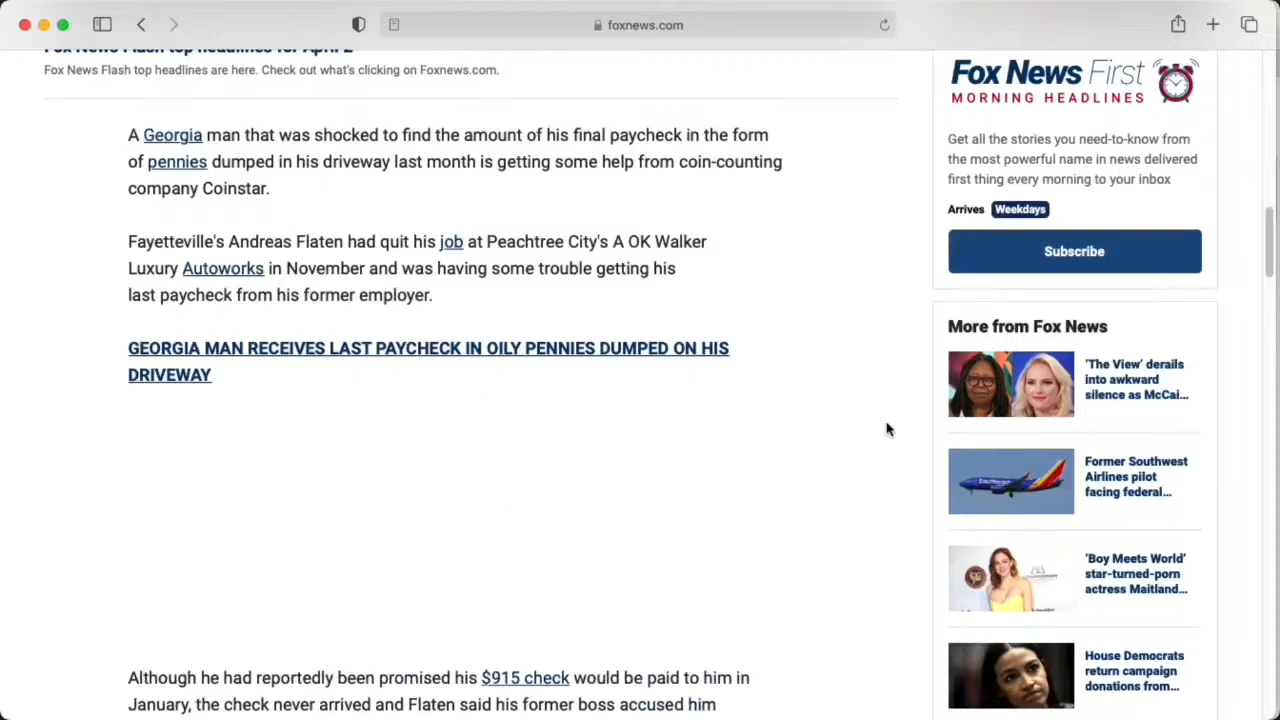 foxnews.com
Fox News Flash top headlines for April 2
Fox News Flash top headlines are here. Check out what's clicking on Foxnews.com.
A Georgia man that was shocked to find the amount of his final paycheck in the form
of pennies dumped in his driveway last month is getting some help from coin-counting
company Coinstar.
Fayetteville's Andreas Flaten had quit his job at Peachtree City's A OK Walker
Luxury Autoworks in November and was having some trouble getting his
last paycheck from his former employer.
GEORGIA MAN RECEIVES LAST PAYCHECK IN OILY PENNIES DUMPED ON HIS
DRIVEWAY
Although he had reportedly been promised his $915 check would be paid to him in
January, the check never arrived and Flaten said his former boss accused him
Fox News First
MORNING HEADLINES
Get all the stories you need-to-know from
the most powerful name in news delivered
first thing every morning to your inbox
Arrives Weekdays
Subscribe
More from Fox News
'The View' derails
into awkward
silence as McCai...
Former Southwest
Airlines pilot
facing federal...
'Boy Meets World'
star-turned-porn
actress Maitland...
House Democrats
return campaign
donations from...